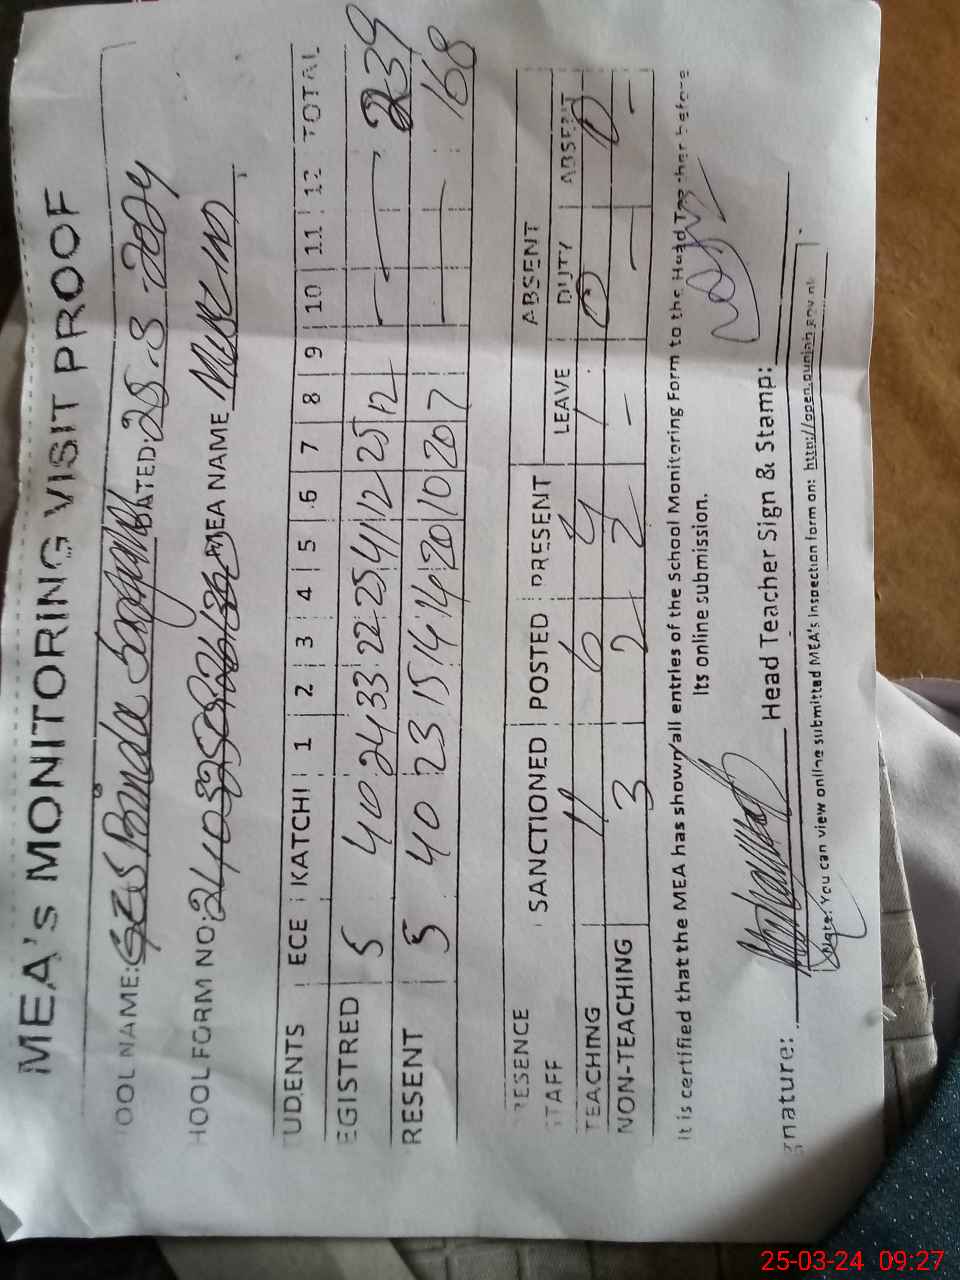 MEA's MONITORING VISIT PROOF
OOL NAME: GES Binda DATED: 25-3-2024
HOOL FORM NO: MEA NAME
UDENTS ECE KATCHI 1 2 3 4 5 6 7 8 9 10 11 12 TOTAL
EGISTRED 5 40 24 33 22 25 41 12 25 12 239
RESENT 5 40 23 15 14 14 20 10 20 7 168
ESENCE SANCTIONED POSTED PRESENT ABSENT
TAFF LEAVE DUTY ABSENT
TEACHING 11 6 4 1 0 0
NON-TEACHING 3 2 2 - - -
It is certified that the MEA has shown all entries of the School Monitoring Form to the Head Teacher before
Its online submission.
gnature: Head Teacher Sign & Stamp:
Note: You can view online submitted MEA's Inspection form on: http://open.punjab.gov.pk
25-03-24 09:27